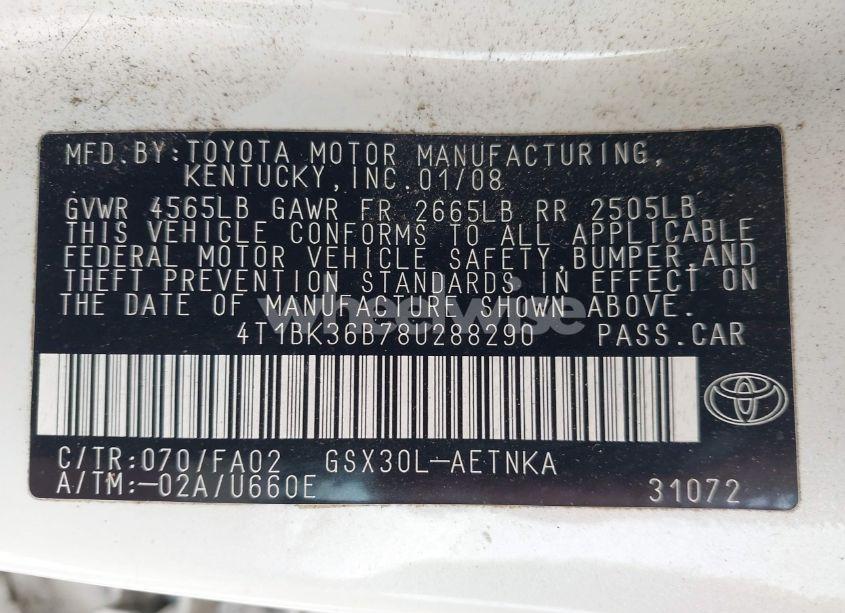 MFD.BY:TOYOTA MOTOR MANUFACTURING,
KENTUCKY,INC.01/08
GVWR 4565LB GAWR FR 2665LB RR 2505LB
THIS VEHICLE CONFORMS TO ALL APPLICABLE
FEDERAL MOTOR VEHICLE SAFETY,BUMPER,AND
THEFT PREVENTION STANDARDS IN EFFECT ON
THE DATE OF MANUFACTURE SHOWN ABOVE.
wheelwise
4T1BK36B78U288290 PASS.CAR
C/TR:070/FA02 GSX30L-AETNKA
A/TM:-02A/U660E 31072